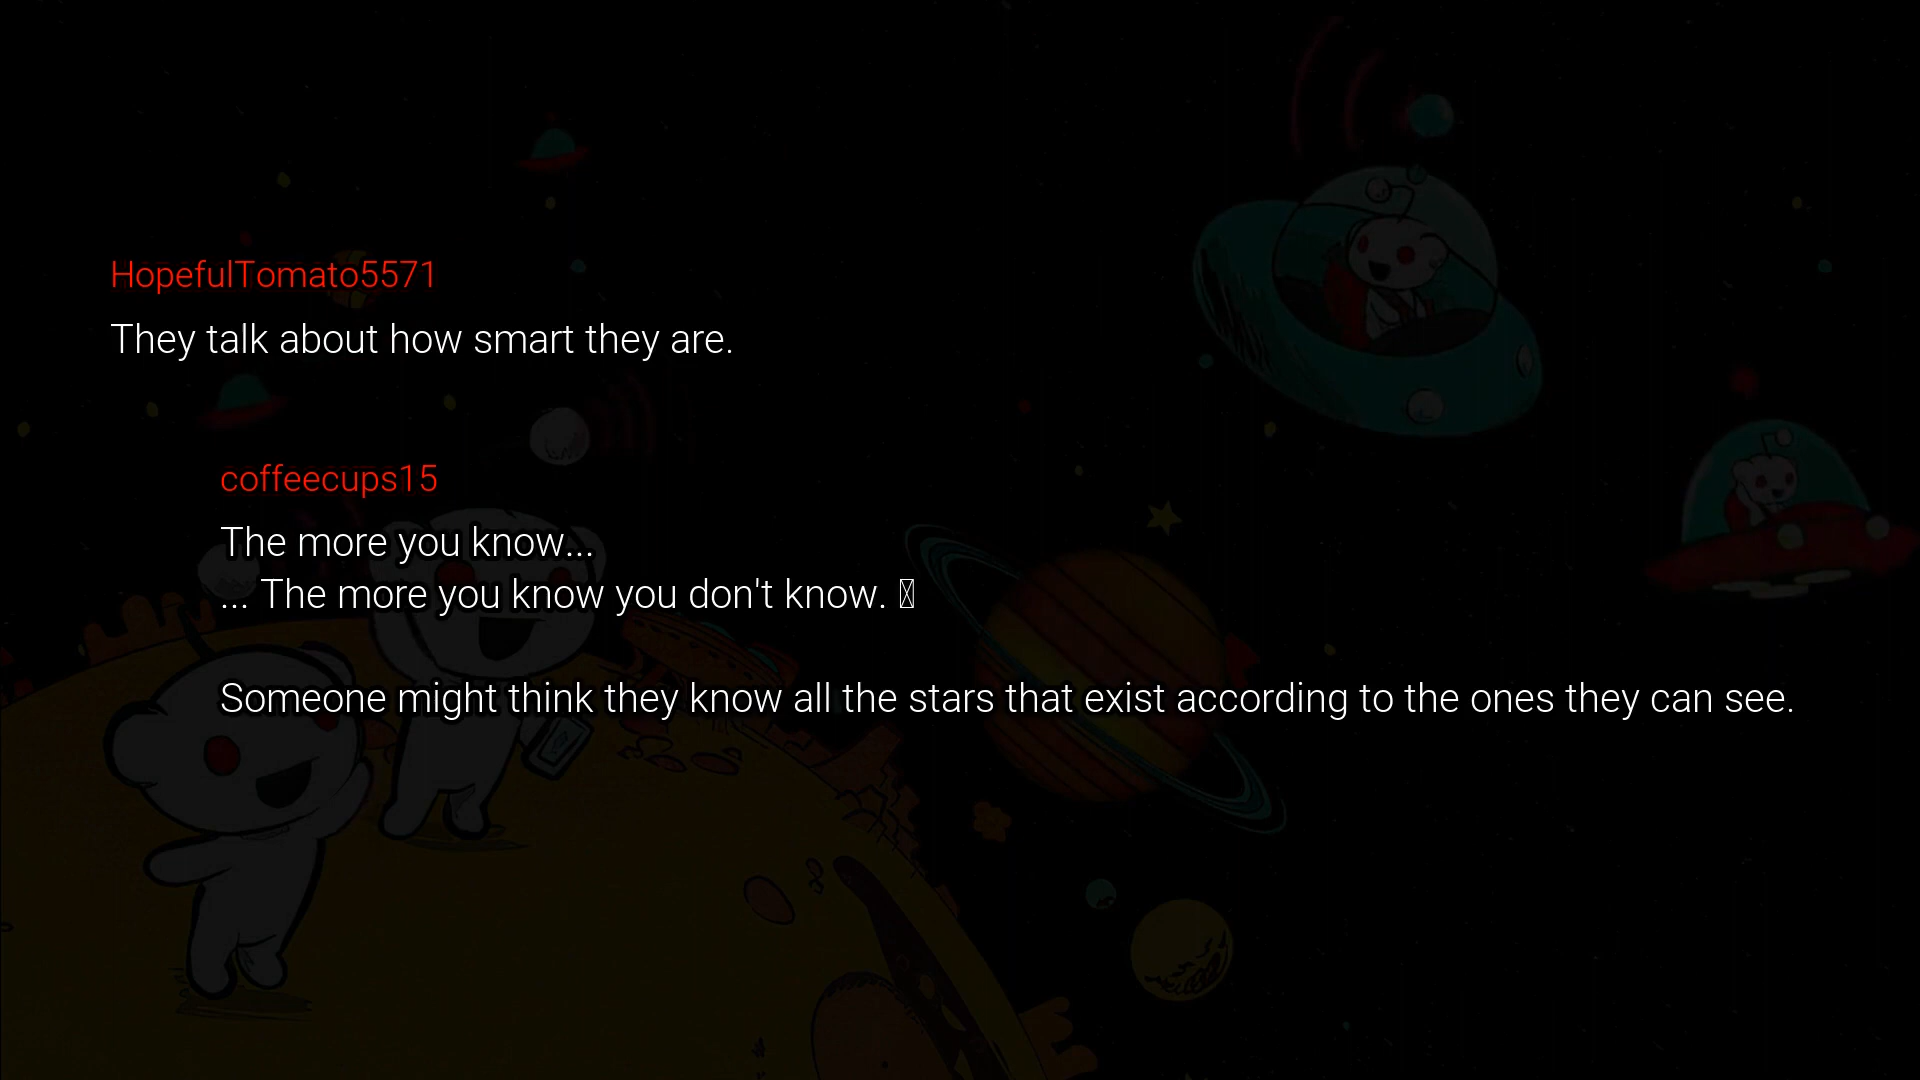 HopefulTomato5571
They talk about how smart they are.
coffeecups15
The more you know...
... The more you know you don't know.
Someone might think they know all the stars that exist according to the ones they can see.